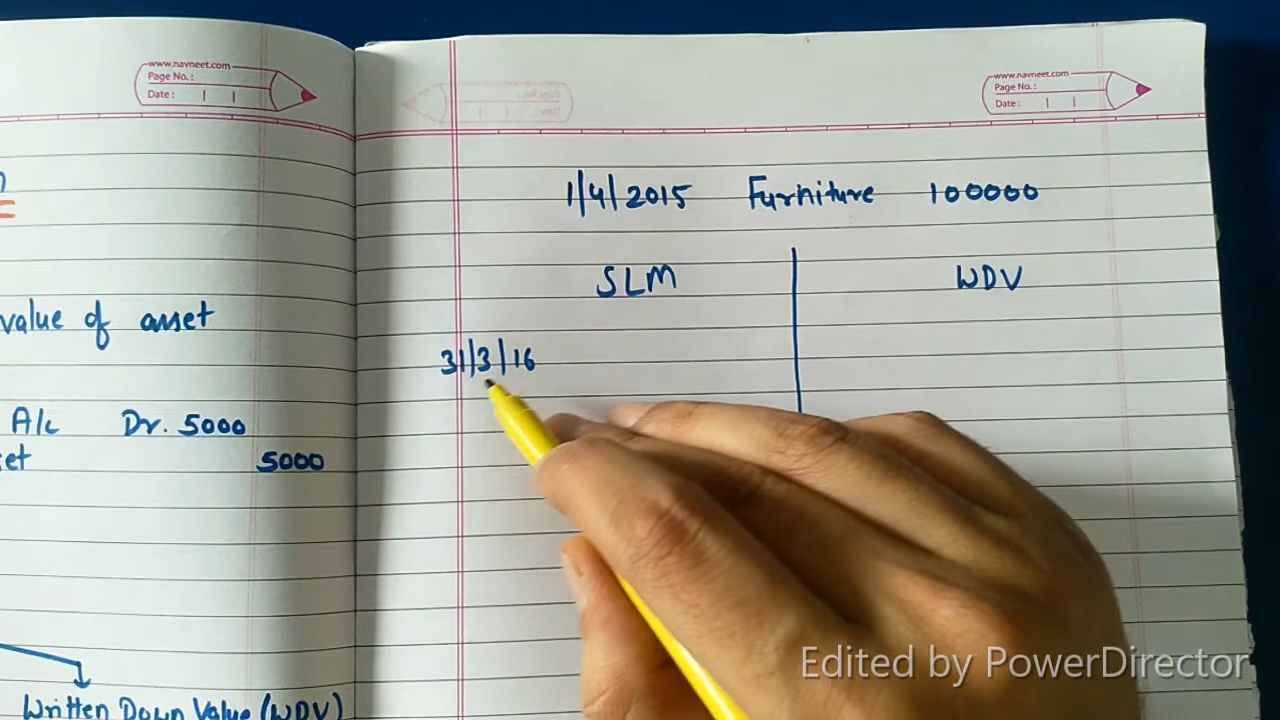 www.navneet.com
Page No.:
Date:
value of asset
A/c Dr. 5000
5000
Written Down Value (WDV)
www.navneet.com
Page No.:
Date:
1/4/2015 Furniture 100000
SLM WDV
31/3/16
Edited by PowerDirector